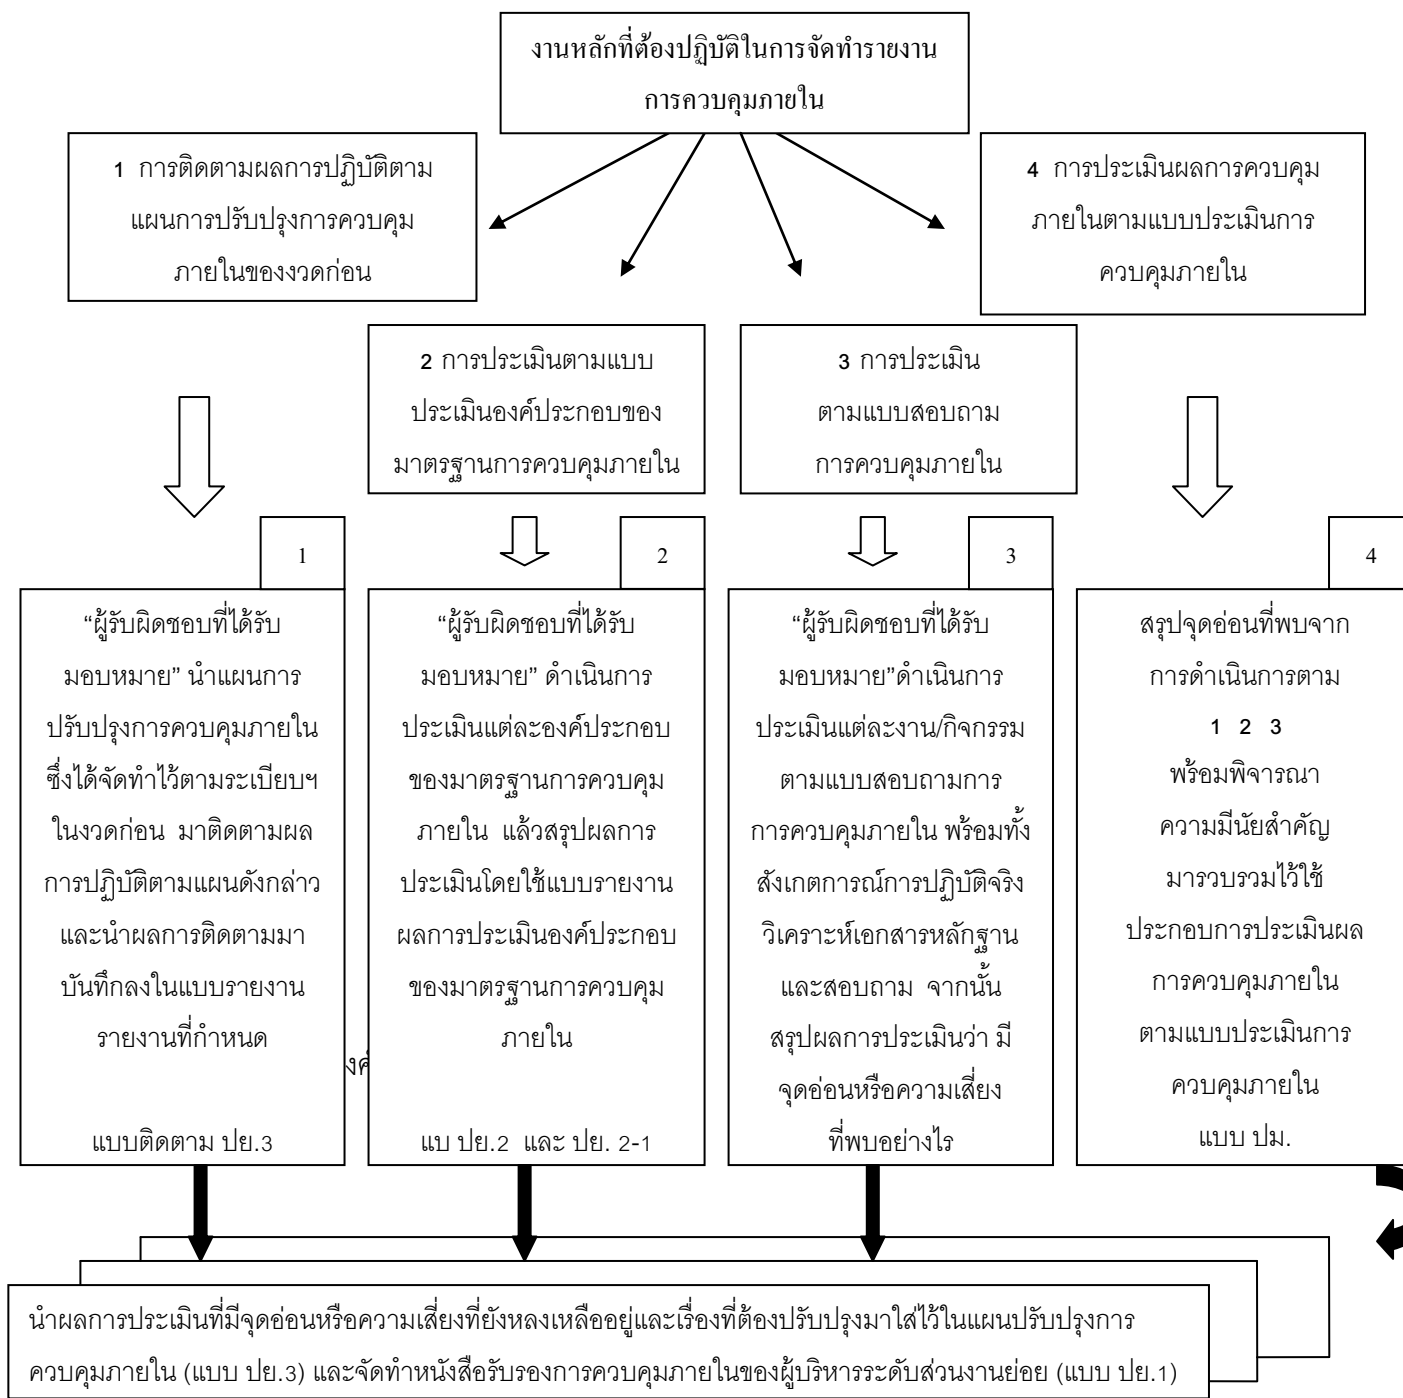 งานหลักที่ต้องปฏิบัติในการจัดทำรายงาน
การควบคุมภายใน
1 การติดตามผลการปฏิบัติตาม
แผนการปรับปรุงการควบคุม
ภายในของงวดก่อน
4 การประเมินผลการควบคุม
ภายในตามแบบประเมินการ
ควบคุมภายใน
2 การประเมินตามแบบ
ประเมินองค์ประกอบของ
มาตรฐานการควบคุมภายใน
3 การประเมิน
ตามแบบสอบถาม
การควบคุมภายใน
1
“ผู้รับผิดชอบที่ได้รับ
มอบหมาย” นำแผนการ
ปรับปรุงการควบคุมภายใน
ซึ่งได้จัดทำไว้ตามระเบียบฯ
ในงวดก่อน มาติดตามผล
การปฏิบัติตามแผนดังกล่าว
และนำผลการติดตามมา
บันทึกลงในแบบรายงาน
รายงานที่กำหนด
แบบติดตาม ปย.3
2
“ผู้รับผิดชอบที่ได้รับ
มอบหมาย” ดำเนินการ
ประเมินแต่ละองค์ประกอบ
ของมาตรฐานการควบคุม
ภายใน แล้วสรุปผลการ
ประเมินโดยใช้แบบรายงาน
ผลการประเมินองค์ประกอบ
ของมาตรฐานการควบคุม
ภายใน
แบ ปย.2 และ ปย. 2-1
3
“ผู้รับผิดชอบที่ได้รับ
มอบหมาย”ดำเนินการ
ประเมินแต่ละงาน/กิจกรรม
ตามแบบสอบถามการ
การควบคุมภายใน พร้อมทั้ง
สังเกตการณ์การปฏิบัติจริง
วิเคราะห์เอกสารหลักฐาน
และสอบถาม จากนั้น
สรุปผลการประเมินว่า มี
จุดอ่อนหรือความเสี่ยง
ที่พบอย่างไร
4
สรุปจุดอ่อนที่พบจาก
การดำเนินการตาม
1 2 3
พร้อมพิจารณา
ความมีนัยสำคัญ
มารวบรวมไว้ใช้
ประกอบการประเมินผล
การควบคุมภายใน
ตามแบบประเมินการ
ควบคุมภายใน
แบบ ปม.
นำผลการประเมินที่มีจุดอ่อนหรือความเสี่ยงที่ยังหลงเหลืออยู่และเรื่องที่ต้องปรับปรุงมาใส่ไว้ในแผนปรับปรุงการ
ควบคุมภายใน (แบบ ปย.3) และจัดทำหนังสือรับรองการควบคุมภายในของผู้บริหารระดับส่วนงานย่อย (แบบ ปย.1)